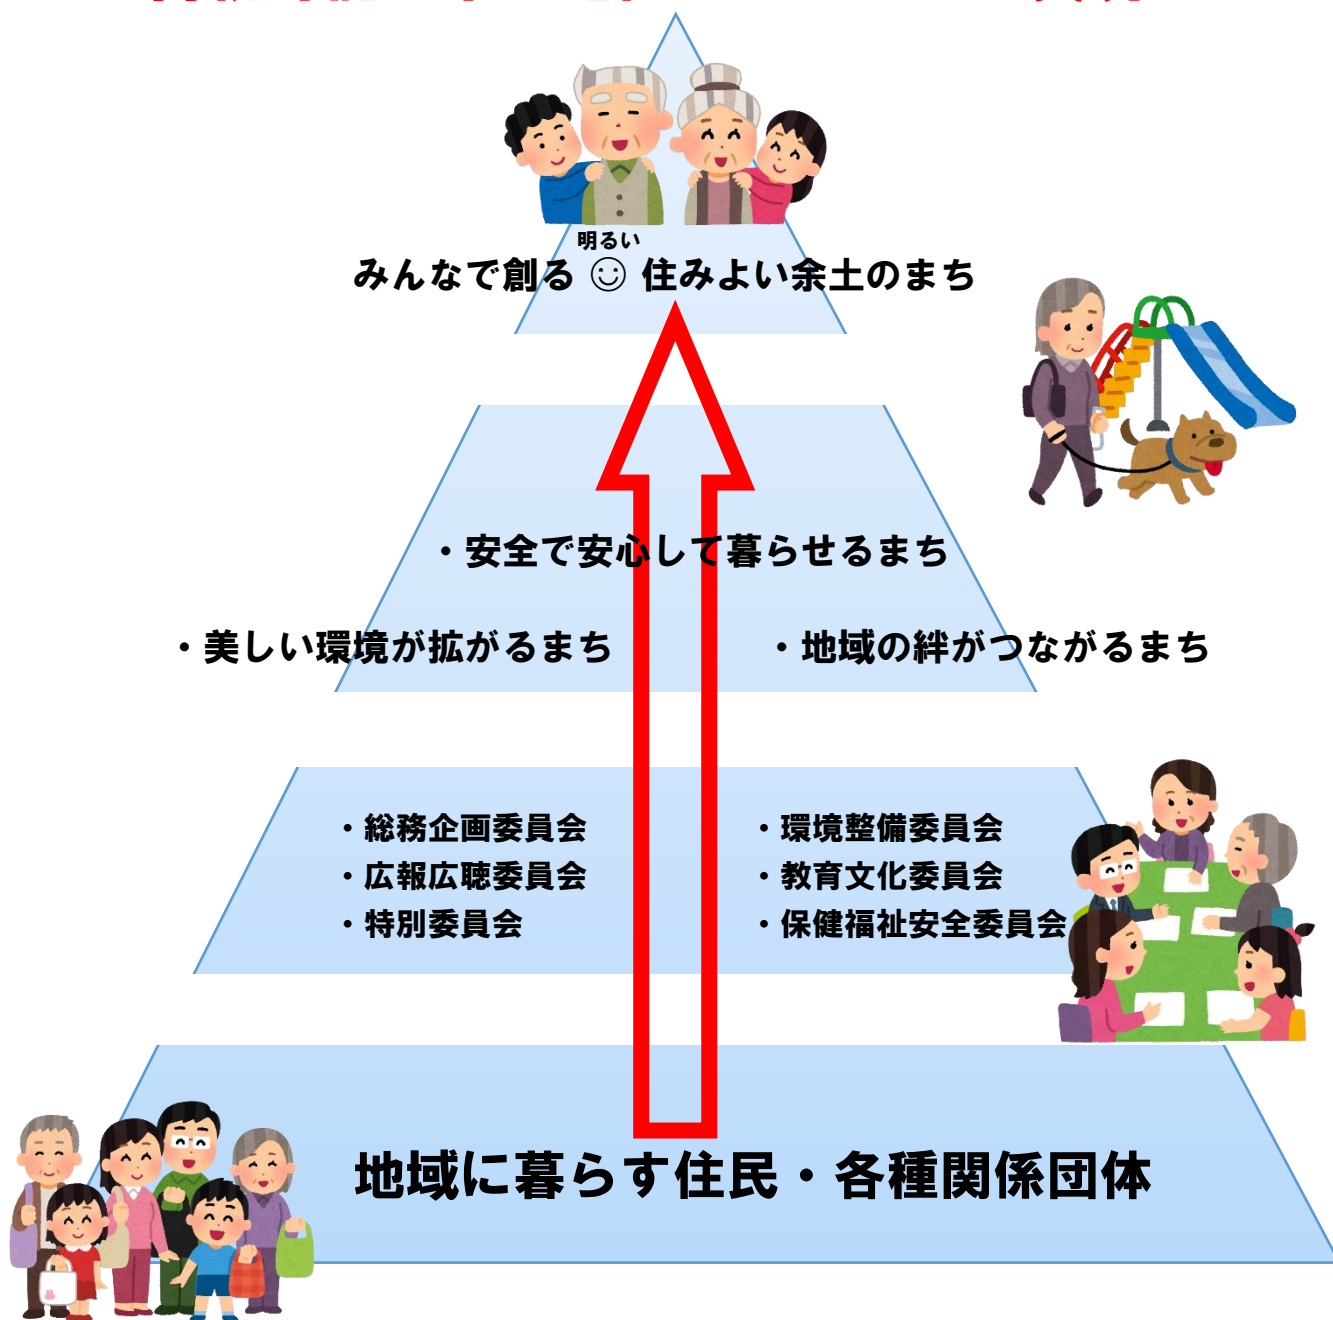 明るい
みんなで創る ☺ 住みよい余土のまち
・安全で安心して暮らせるまち
・美しい環境が拡がるまち
・地域の絆がつながるまち
・総務企画委員会
・広報広聴委員会
・特別委員会
・環境整備委員会
・教育文化委員会
・保健福祉安全委員会
地域に暮らす住民・各種関係団体